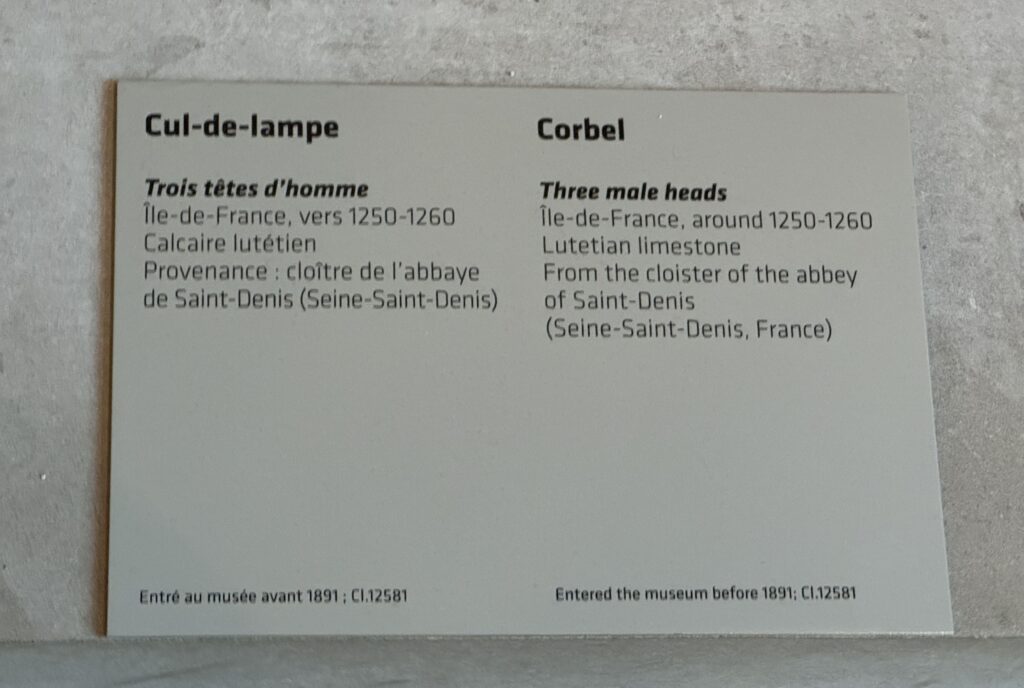 Cul-de-lampe
Trois têtes d'homme
Île-de-France, vers 1250-1260
Calcaire lutétien
Provenance : cloître de l'abbaye
de Saint-Denis (Seine-Saint-Denis)
Entré au musée avant 1891 ; Cl.12581
Corbel
Three male heads
Île-de-France, around 1250-1260
Lutetian limestone
From the cloister of the abbey
of Saint-Denis
(Seine-Saint-Denis, France)
Entered the museum before 1891; Cl.12581